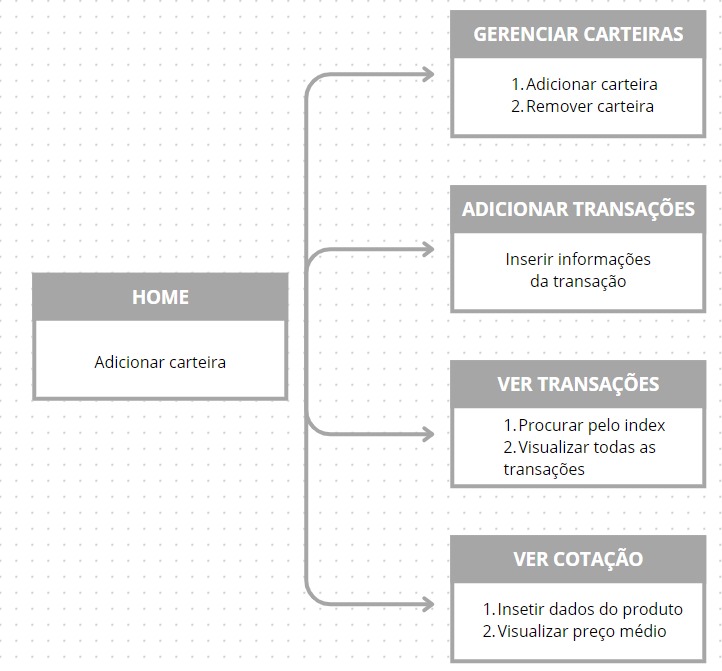 GERENCIAR CARTEIRAS
1. Adicionar carteira
2. Remover carteira
ADICIONAR TRANSAÇÕES
Inserir informações
da transação
HOME
Adicionar carteira
VER TRANSAÇÕES
1. Procurar pelo index
2. Visualizar todas as
transações
VER COTAÇÃO
1. Insetir dados do produto
2. Visualizar preço médio